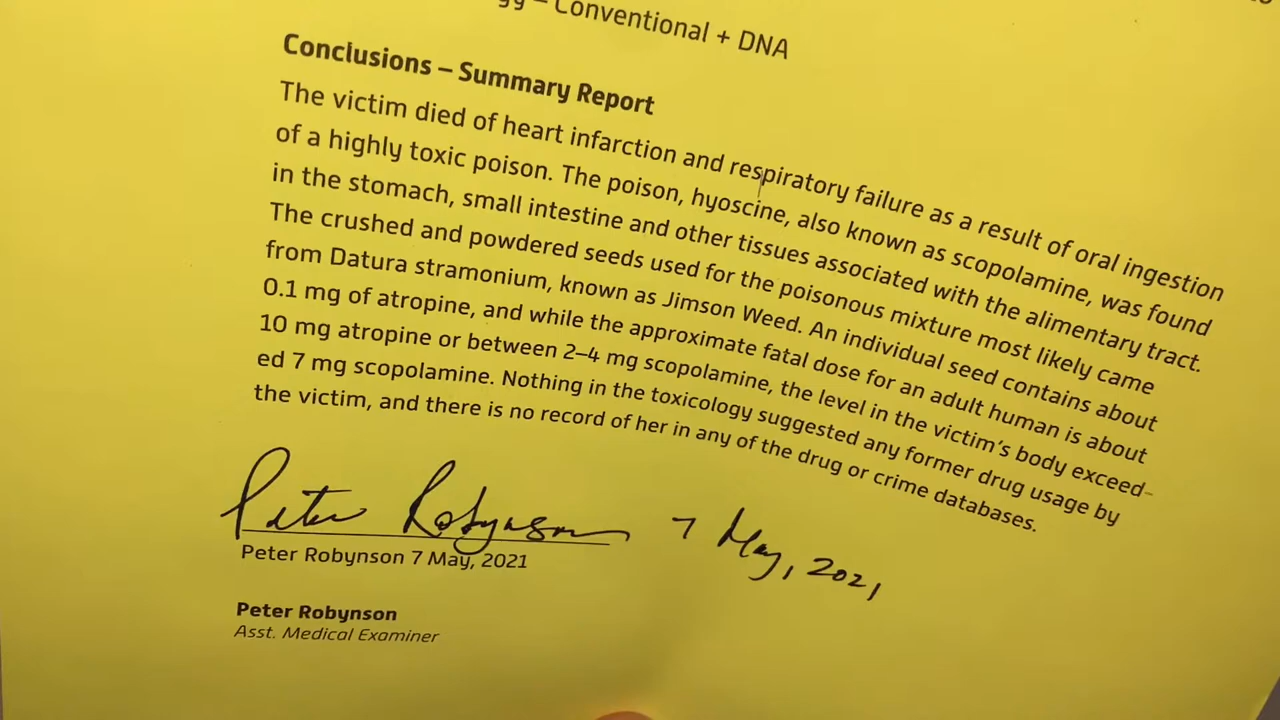 – Conventional + DNA
Conclusions – Summary Report
The victim died of heart infarction and respiratory failure as a result of oral ingestion
of a highly toxic poison. The poison, hyoscine, also known as scopolamine, was found
in the stomach, small intestine and other tissues associated with the alimentary tract.
The crushed and powdered seeds used for the poisonous mixture most likely came
from Datura stramonium, known as Jimson Weed. An individual seed contains about
0.1 mg of atropine, and while the approximate fatal dose for an adult human is about
10 mg atropine or between 2–4 mg scopolamine, the level in the victim's body exceed-
ed 7 mg scopolamine. Nothing in the toxicology suggested any former drug usage by
the victim, and there is no record of her in any of the drug or crime databases.
Peter Robynson 7 May, 2021
Peter Robynson 7 May, 2021
Peter Robynson
Asst. Medical Examiner